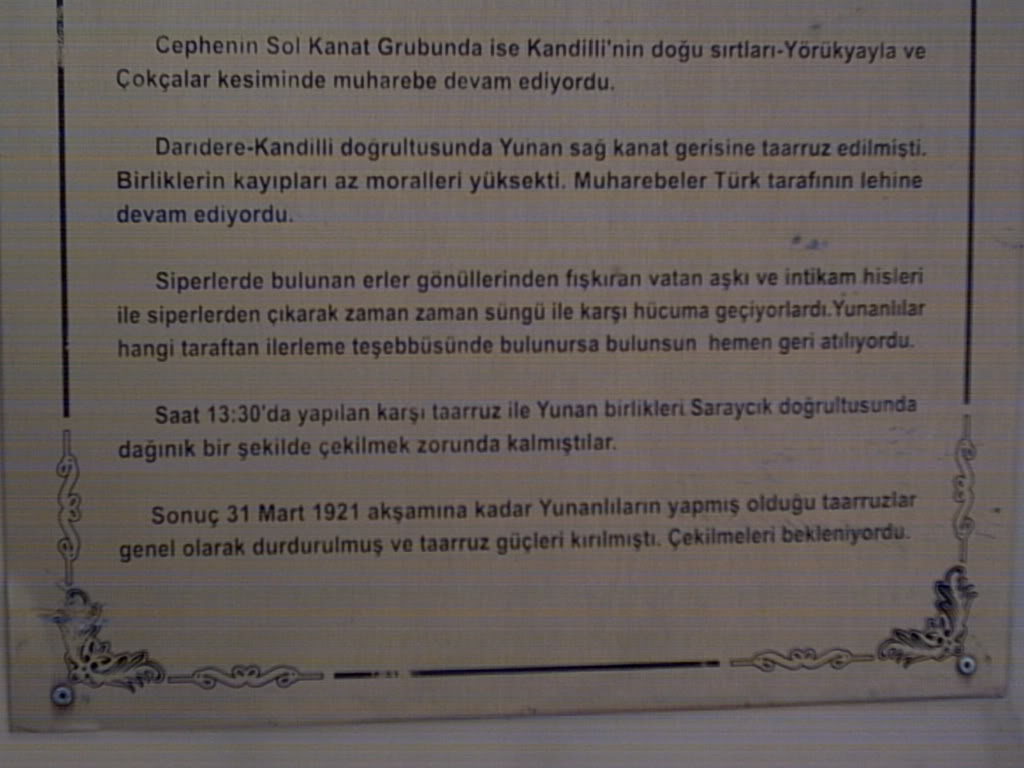 Cephenin Sol Kanat Grubunda ise Kandilli'nin doğu sırtları-Yörükyayla ve
Çokçalar kesiminde muharebe devam ediyordu.
Darıdere-Kandilli doğrultusunda Yunan sağ kanat gerisine taarruz edilmişti.
Birliklerin kayıpları az moralleri yüksekti. Muharebeler Türk tarafının lehine
devam ediyordu.
Siperlerde bulunan erler gönüllerinden fışkıran vatan aşkı ve intikam hisleri
ile siperlerden çıkarak zaman zaman süngü ile karşı hücuma geçiyorlardı.Yunanlılar
hangi taraftan ilerleme teşebbüsünde bulunursa bulunsun hemen geri atılıyordu.
Saat 13:30'da yapılan karşı taarruz ile Yunan birlikleri Saraycık doğrultusunda
dağınık bir şekilde çekilmek zorunda kalmıştılar.
Sonuç 31 Mart 1921 akşamına kadar Yunanlıların yapmış olduğu taarruzlar
genel olarak durdurulmuş ve taarruz güçleri kırılmıştı. Çekilmeleri bekleniyordu.